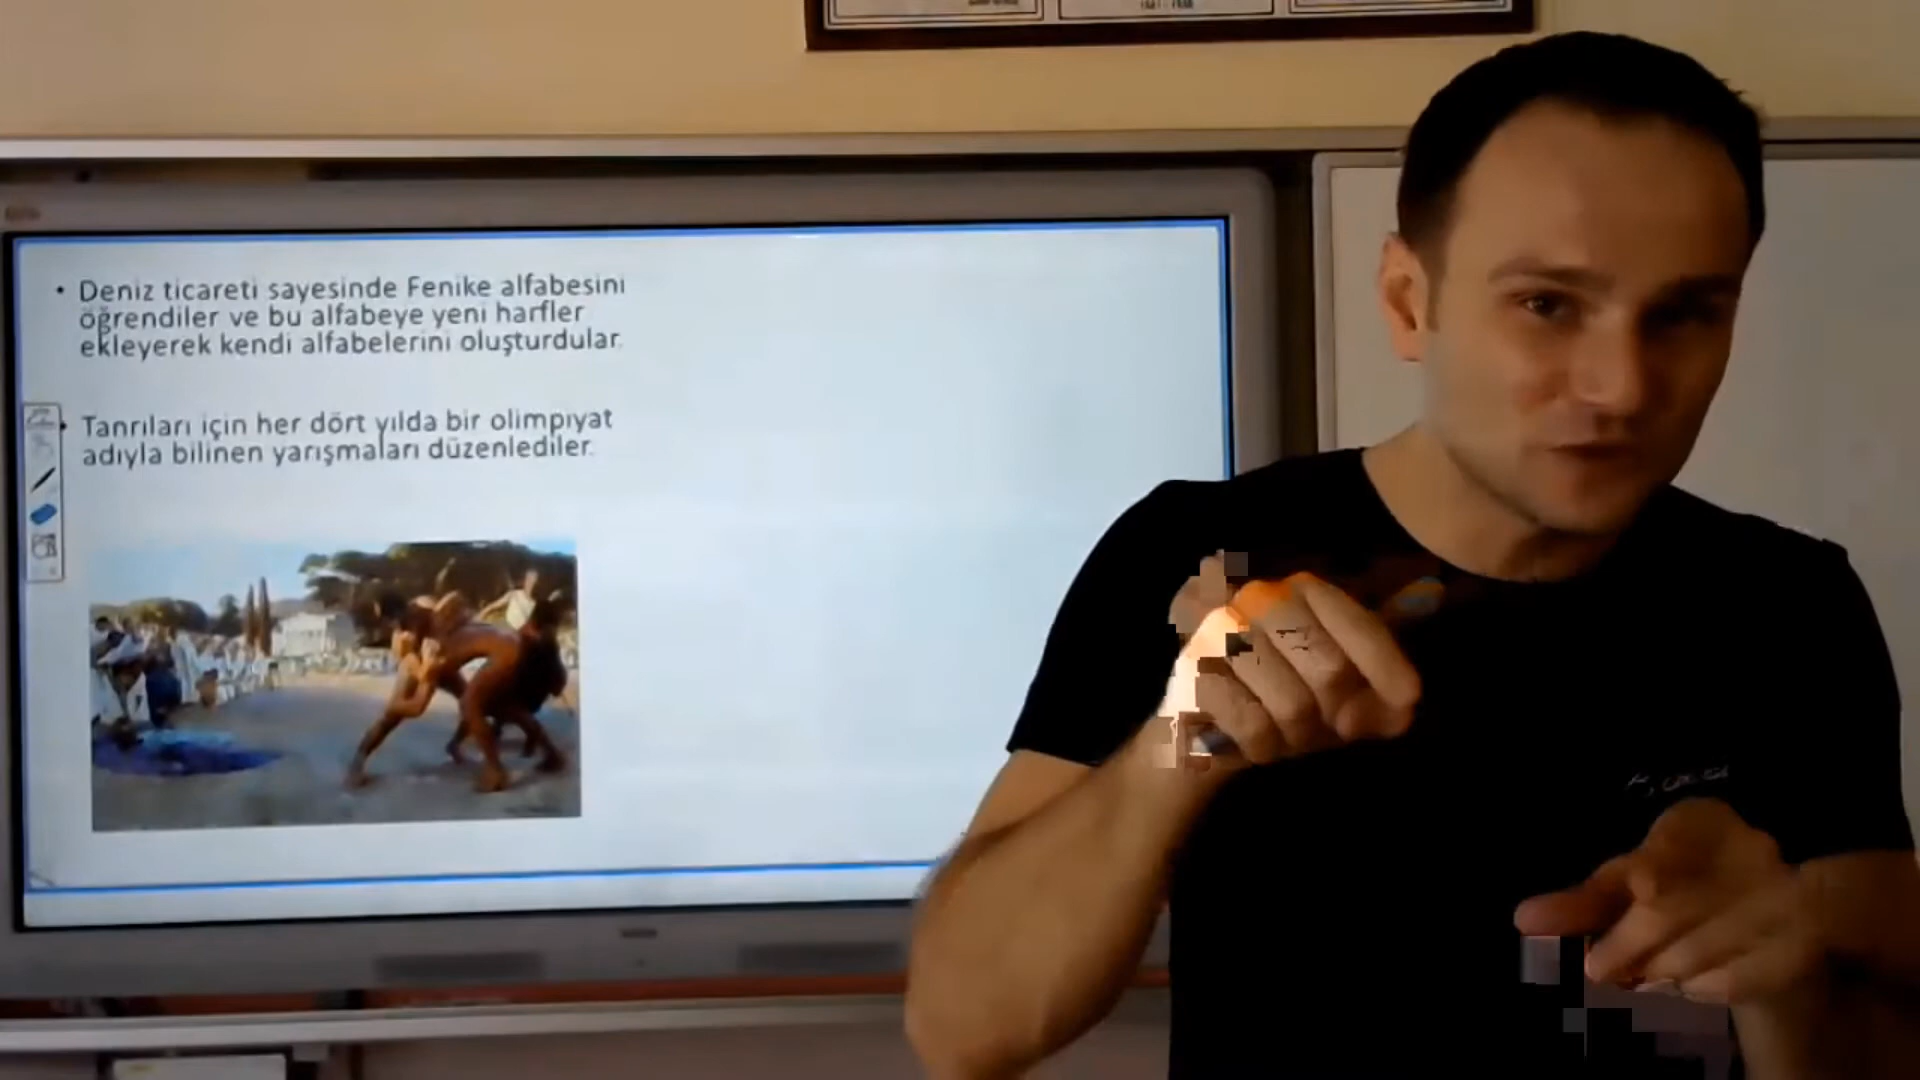 • Deniz ticareti sayesinde Fenike alfabesini
öğrendiler ve bu alfabeye yeni harfler
ekleyerek kendi alfabelerini oluşturdular.
• Tanrıları için her dört yılda bir olimpiyat
adıyla bilinen yarışmaları düzenlediler.